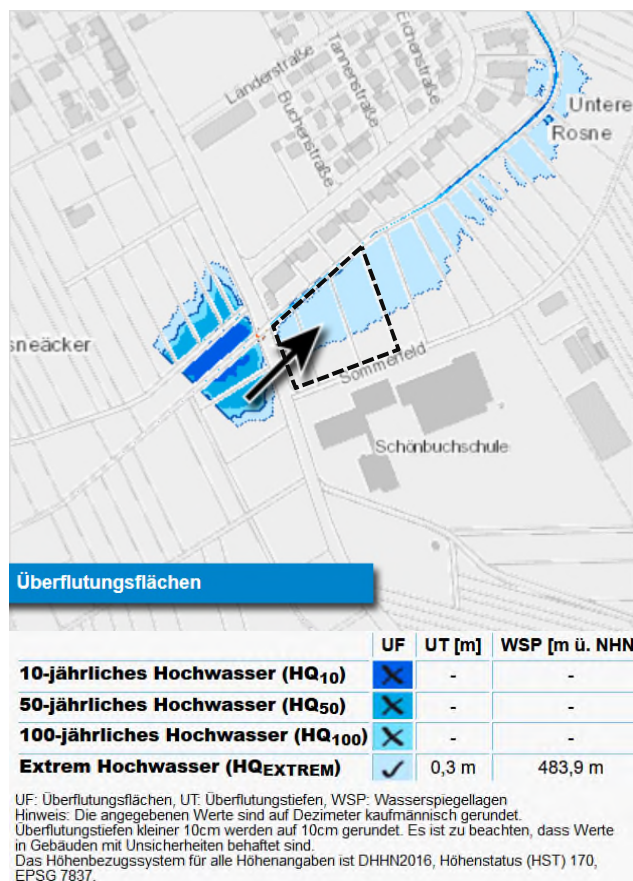 Eichenstraße
Tannenstraße
Länderstraße
Buchenstraße
Untere
Rosne
sneäcker
Sommerfeld
Schönbuchschule
Überflutungsflächen
UF UT [m] WSP [m ü. NHN
10-jährliches Hochwasser (HQ10) - -
50-jährliches Hochwasser (HQ50) - -
100-jährliches Hochwasser (HQ100) - -
Extrem Hochwasser (HQEXTREM) 0,3 m 483,9 m
UF: Überflutungsflächen, UT: Überflutungstiefen, WSP: Wasserspiegellagen
Hinweis: Die angegebenen Werte sind auf Dezimeter kaufmännisch gerundet.
Überflutungstiefen kleiner 10cm werden auf 10cm gerundet. Es ist zu beachten, dass Werte
in Gebäuden mit Unsicherheiten behaftet sind.
Das Höhenbezugssystem für alle Höhenangaben ist DHHN2016, Höhenstatus (HST) 170,
EPSG 7837.